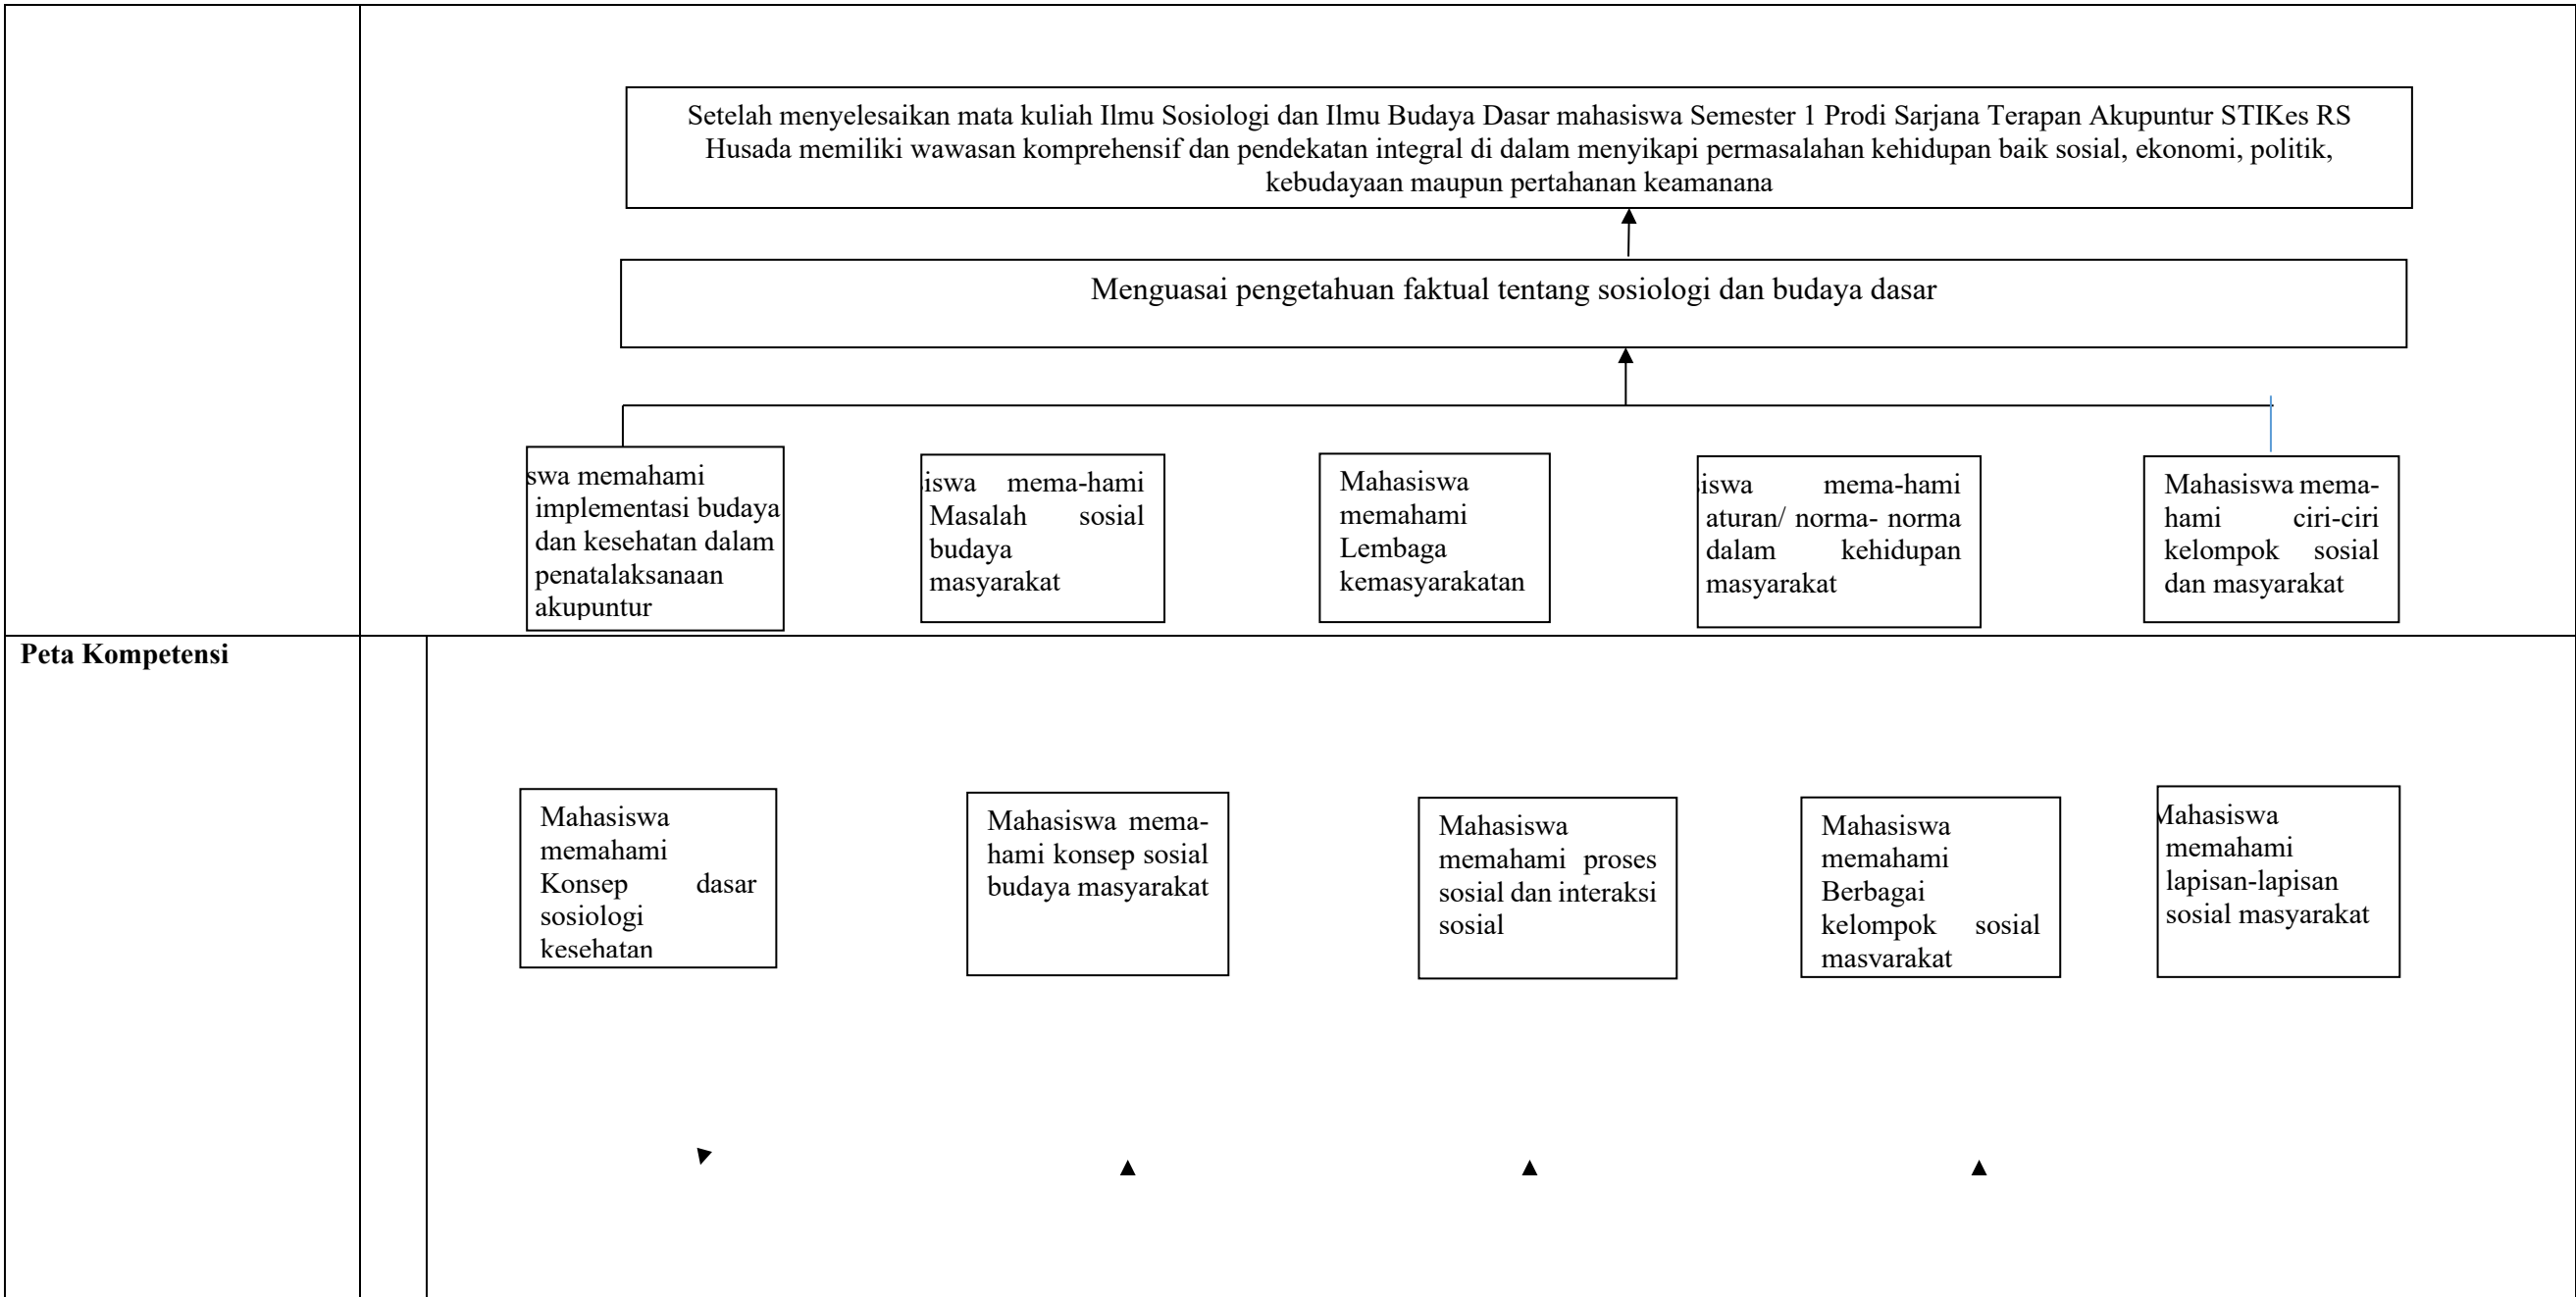 Setelah menyelesaikan mata kuliah Ilmu Sosiologi dan Ilmu Budaya Dasar mahasiswa Semester 1 Prodi Sarjana Terapan Akupuntur STIKes RS
Husada memiliki wawasan komprehensif dan pendekatan integral di dalam menyikapi permasalahan kehidupan baik sosial, ekonomi, politik,
kebudayaan maupun pertahanan keamanana
Menguasai pengetahuan faktual tentang sosiologi dan budaya dasar
swa memahami
implementasi budaya
dan kesehatan dalam
penatalaksanaan
akupuntur
iswa mema-hami
Masalah sosial
budaya
masyarakat
Mahasiswa
memahami
Lembaga
kemasyarakatan
iswa mema-hami
aturan/ norma- norma
dalam kehidupan
masyarakat
Mahasiswa mema-
hami ciri-ciri
kelompok sosial
dan masyarakat
Peta Kompetensi
Mahasiswa
memahami
Konsep dasar
sosiologi
kesehatan
Mahasiswa mema-
hami konsep sosial
budaya masyarakat
Mahasiswa
memahami proses
sosial dan interaksi
sosial
Mahasiswa
memahami
Berbagai
kelompok sosial
masyarakat
Mahasiswa
memahami
lapisan-lapisan
sosial masyarakat